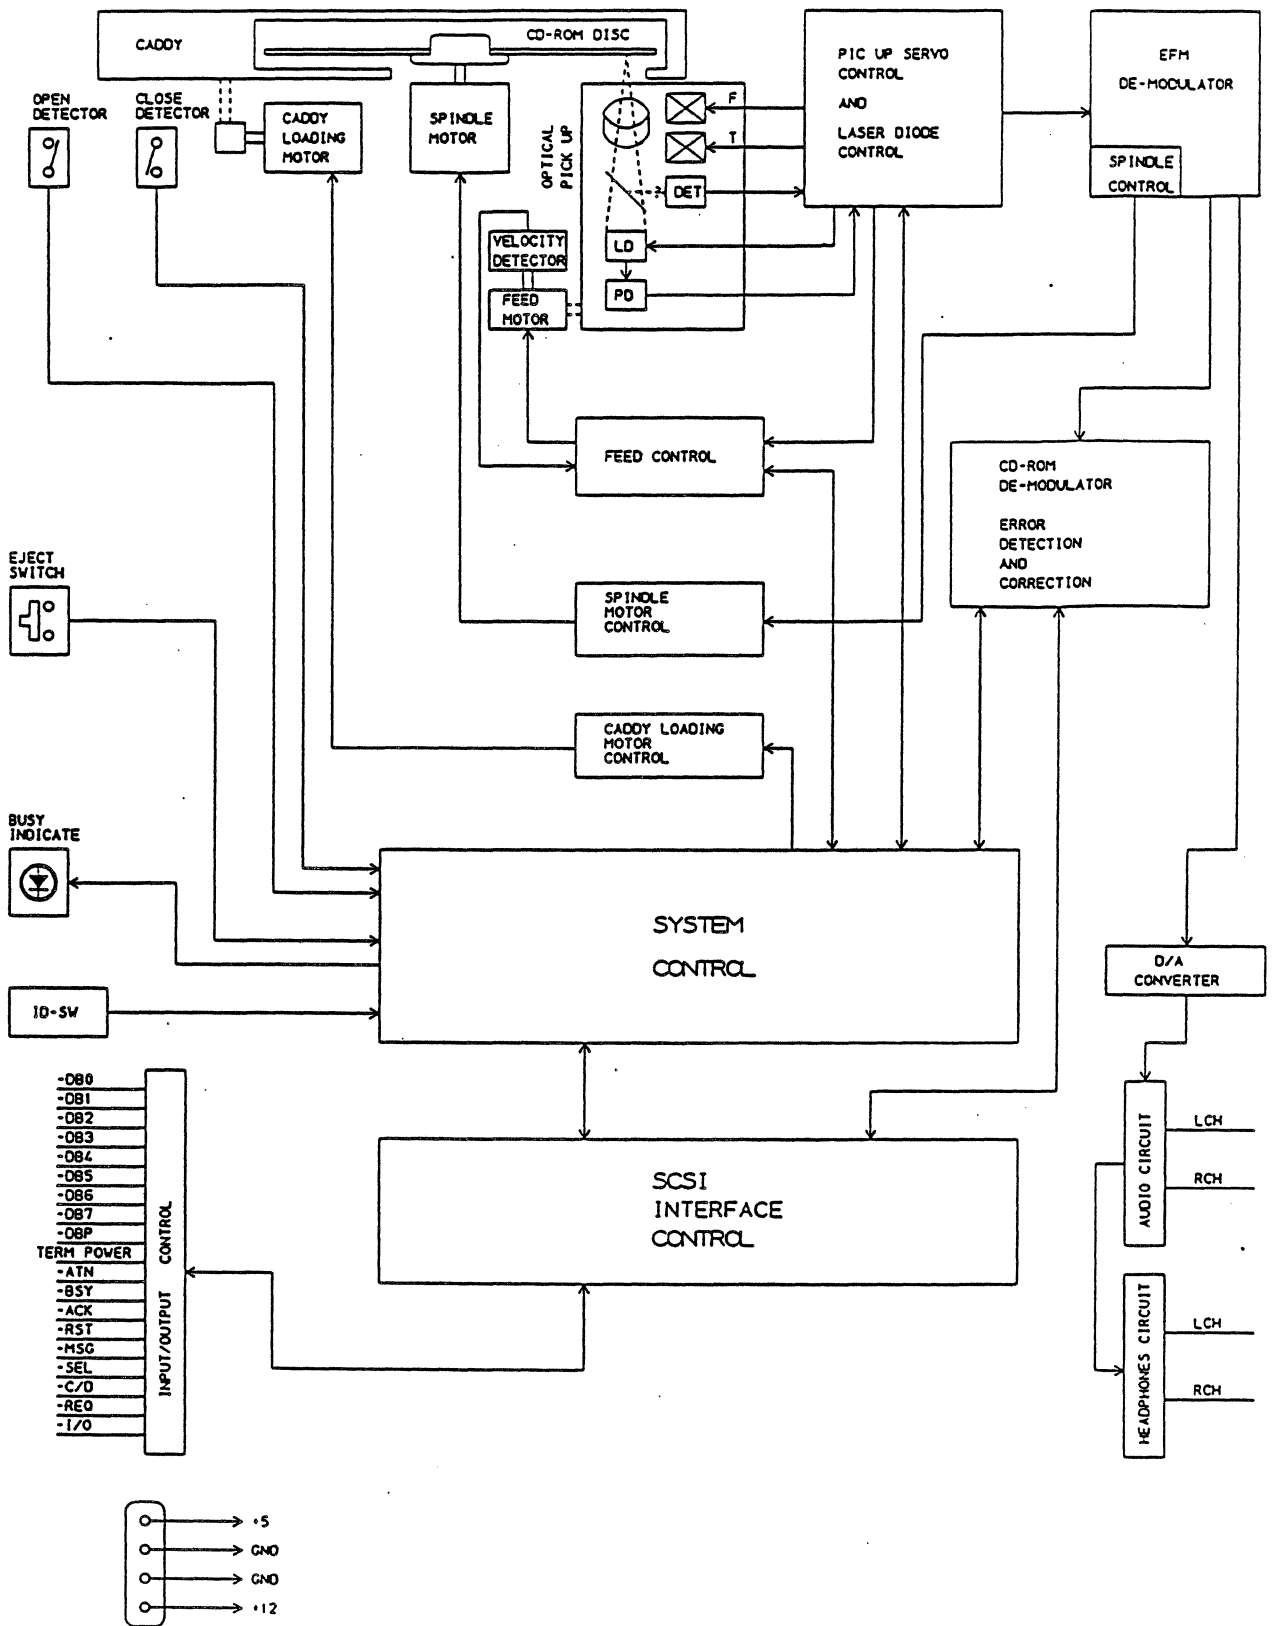 CADDY
CD-ROM DISC
OPEN
DETECTOR
CLOSE
DETECTOR
CADDY
LOADING
MOTOR
SPINDLE
MOTOR
OPTICAL
PICK UP
F
T
DET
LD
PD
VELOCITY
DETECTOR
FEED
MOTOR
PIC UP SERVO
CONTROL
AND
LASER DIODE
CONTROL
EFM
DE-MODULATOR
SPINDLE
CONTROL
FEED CONTROL
CD-ROM
DE-MODULATOR
ERROR
DETECTION
AND
CORRECTION
EJECT
SWITCH
SPINDLE
MOTOR
CONTROL
CADDY LOADING
MOTOR
CONTROL
BUSY
INDICATE
SYSTEM
CONTROL
D/A
CONVERTER
ID-SW
-DB0
-DB1
-DB2
-DB3
-DB4
-DB5
-DB6
-DB7
-DBP
TERM POWER
-ATN
-BSY
-ACK
-RST
-MSG
-SEL
-C/D
-REQ
-I/O
INPUT/OUTPUT CONTROL
SCSI
INTERFACE
CONTROL
AUDIO CIRCUIT
LCH
RCH
HEADPHONES CIRCUIT
LCH
RCH
+5
GND
GND
+12